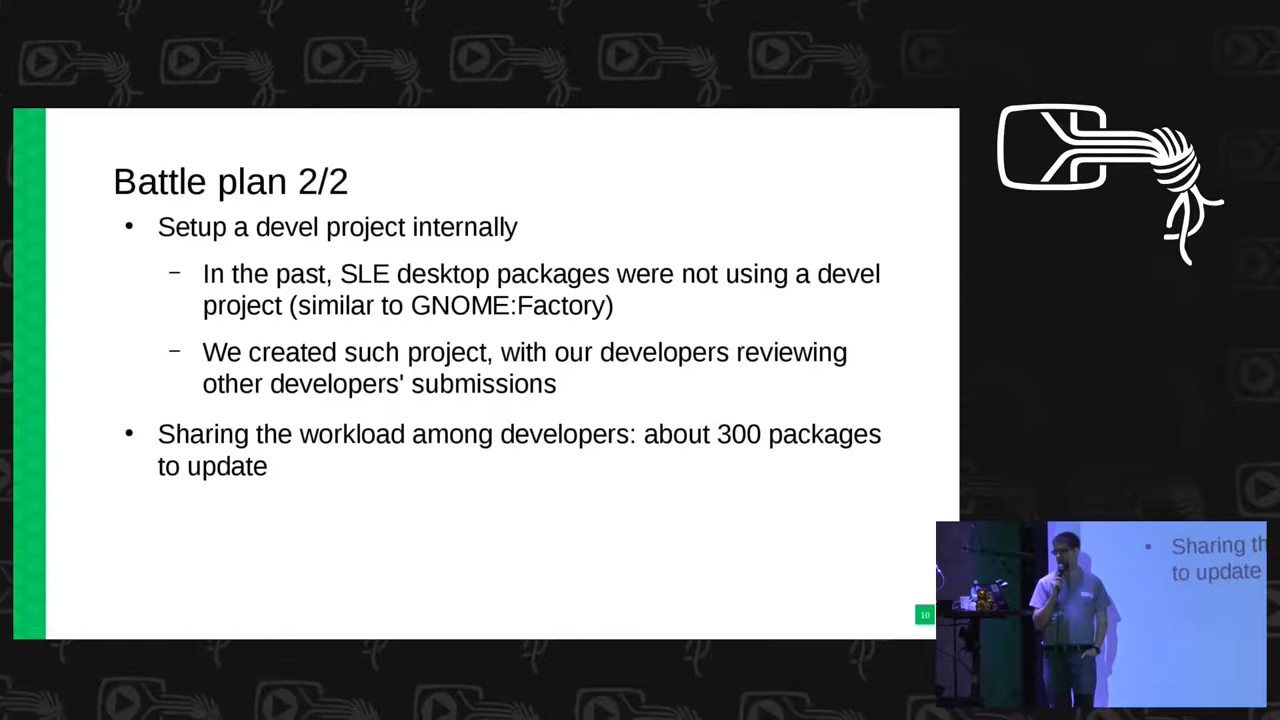 Battle plan 2/2
• Setup a devel project internally
– In the past, SLE desktop packages were not using a devel
project (similar to GNOME:Factory)
– We created such project, with our developers reviewing
other developers' submissions
• Sharing the workload among developers: about 300 packages
to update
10
• Sharing th
to update